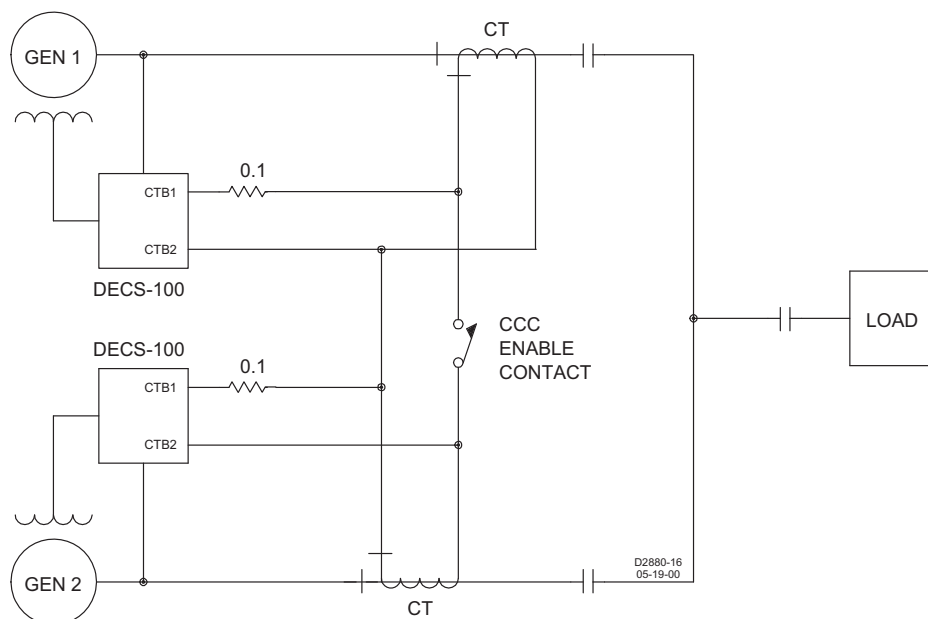 CT
GEN 1
0.1
CTB1
CTB2
DECS-100
CCC
ENABLE
CONTACT
LOAD
DECS-100
0.1
CTB1
CTB2
D2880-16
05-19-00
GEN 2
CT